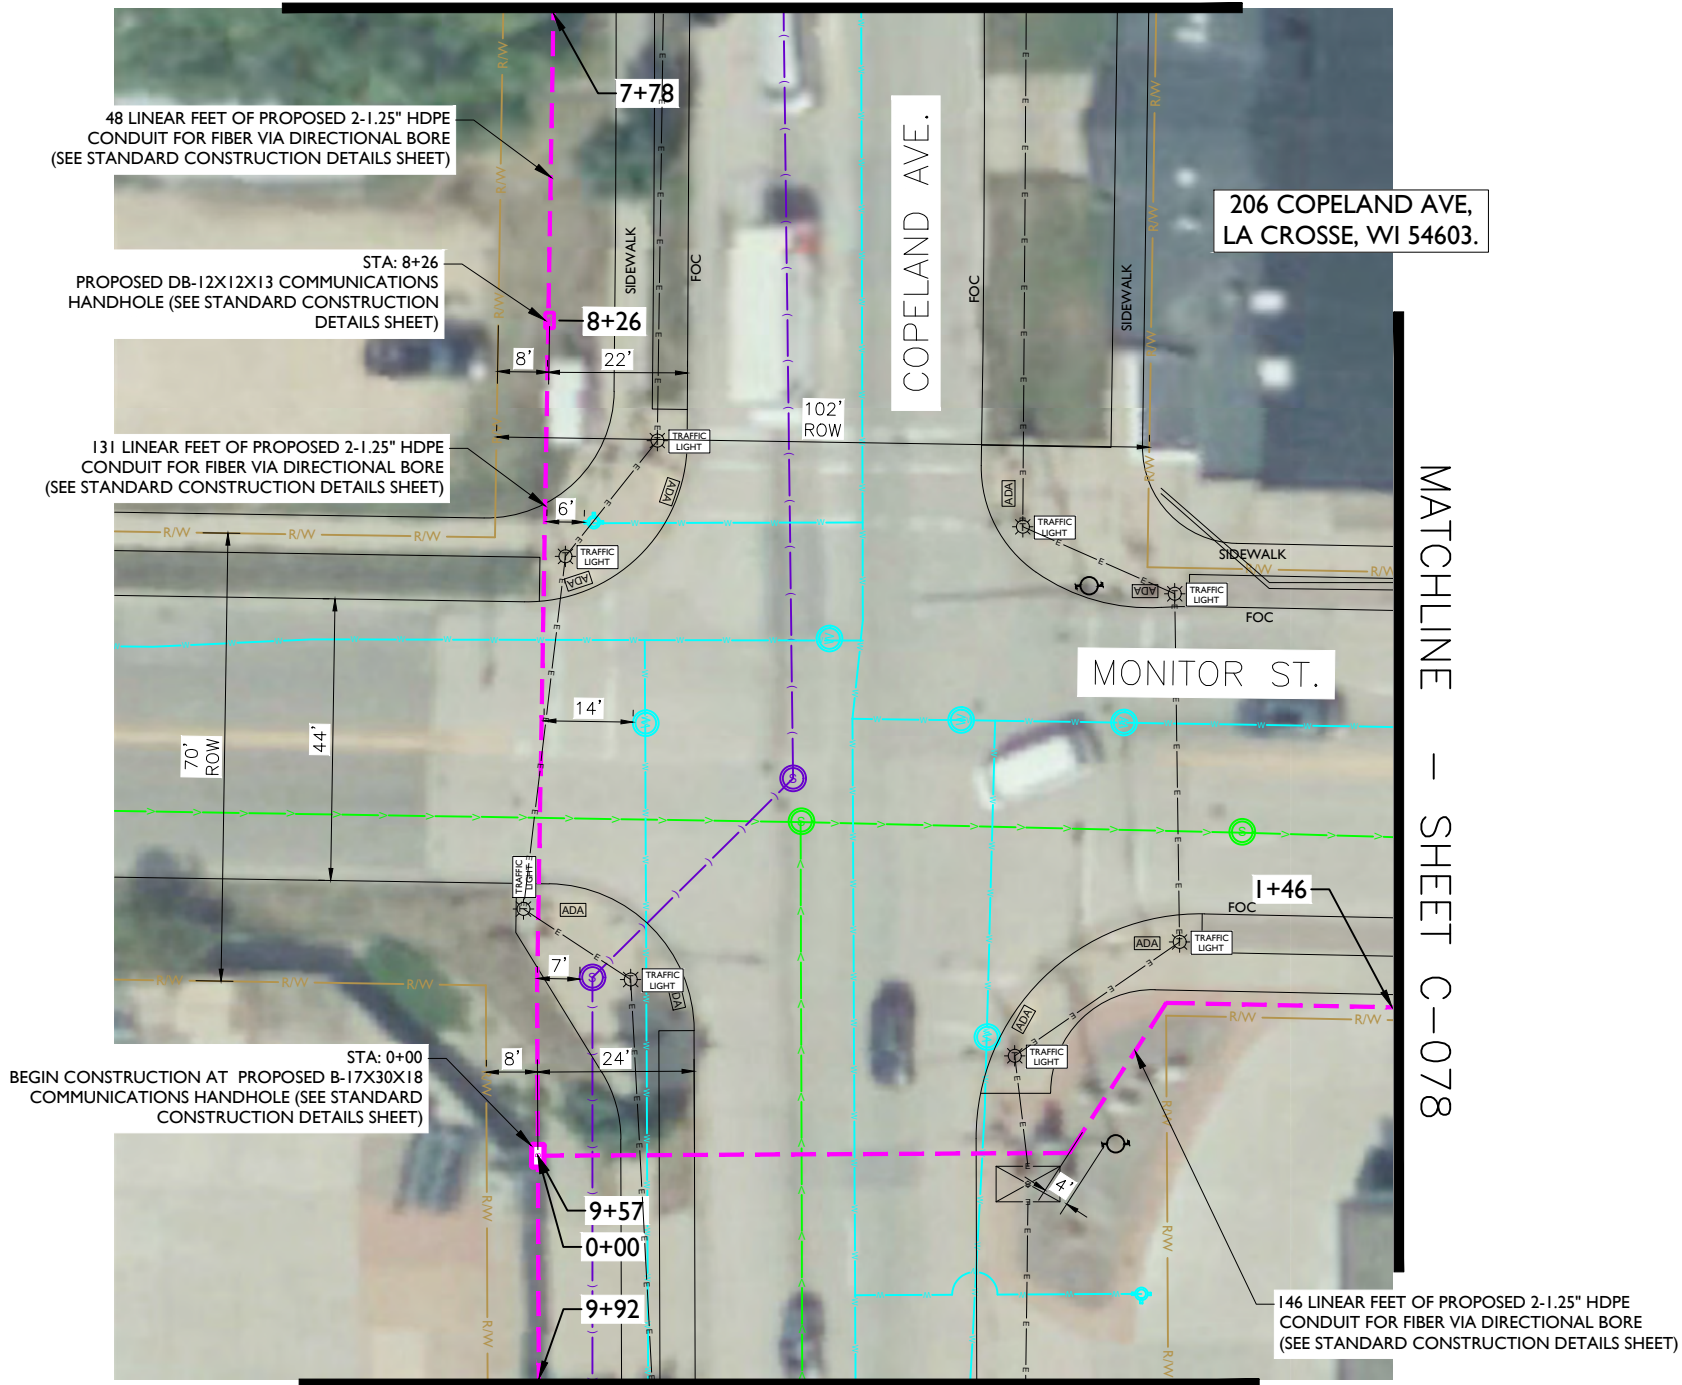 7+78
48 LINEAR FEET OF PROPOSED 2-1.25" HDPE
CONDUIT FOR FIBER VIA DIRECTIONAL BORE
(SEE STANDARD CONSTRUCTION DETAILS SHEET)
COPELAND AVE.
206 COPELAND AVE,
LA CROSSE, WI 54603.
STA: 8+26
PROPOSED DB-12X12X13 COMMUNICATIONS
HANDHOLE (SEE STANDARD CONSTRUCTION
DETAILS SHEET)
8+26
SIDEWALK
FOC
FOC
SIDEWALK
8'
22'
102'
ROW
131 LINEAR FEET OF PROPOSED 2-1.25" HDPE
CONDUIT FOR FIBER VIA DIRECTIONAL BORE
(SEE STANDARD CONSTRUCTION DETAILS SHEET)
TRAFFIC
LIGHT
ADA
6'
TRAFFIC
LIGHT
ADA
ADA
TRAFFIC
LIGHT
SIDEWALK
ADA
TRAFFIC
LIGHT
FOC
R/W
R/W
R/W
R/W
R/W
R/W
R/W
R/W
R/W
R/W
R/W
MONITOR ST.
14'
44'
70'
ROW
MATCHLINE — SHEET C-078
TRAFFIC
LIGHT
ADA
7'
S
S
S
S
TRAFFIC
LIGHT
DA
1+46
FOC
ADA
TRAFFIC
LIGHT
ADA
TRAFFIC
LIGHT
R/W
R/W
R/W
R/W
R/W
R/W
R/W
R/W
R/W
R/W
R/W
STA: 0+00
BEGIN CONSTRUCTION AT PROPOSED B-17X30X18
COMMUNICATIONS HANDHOLE (SEE STANDARD
CONSTRUCTION DETAILS SHEET)
8'
24'
4'
9+57
0+00
9+92
146 LINEAR FEET OF PROPOSED 2-1.25" HDPE
CONDUIT FOR FIBER VIA DIRECTIONAL BORE
(SEE STANDARD CONSTRUCTION DETAILS SHEET)